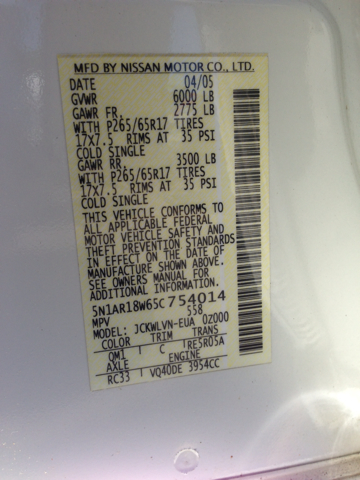 MFD BY NISSAN MOTOR CO., LTD.
DATE 04/05
GVWR 6000 LB
GAWR FR. 2775 LB
WITH P265/65R17 TIRES
17X7.5 RIMS AT 35 PSI
COLD SINGLE
GAWR RR. 3500 LB
WITH P265/65R17 TIRES
17X7.5 RIMS AT 35 PSI
COLD SINGLE
THIS VEHICLE CONFORMS TO
ALL APPLICABLE FEDERAL
MOTOR VEHICLE SAFETY AND
THEFT PREVENTION STANDARDS
IN EFFECT ON THE DATE OF
MANUFACTURE SHOWN ABOVE
SEE OWNERS MANUAL FOR
ADDITIONAL INFORMATION
5N1AR18W65C754014
MPV 558
MODEL: JCKWLVN-EUA 0Z000
COLOR TRIM TRANS
QM1 C RE5R05A
AXLE ENGINE
RC33 VQ40DE 3954CC